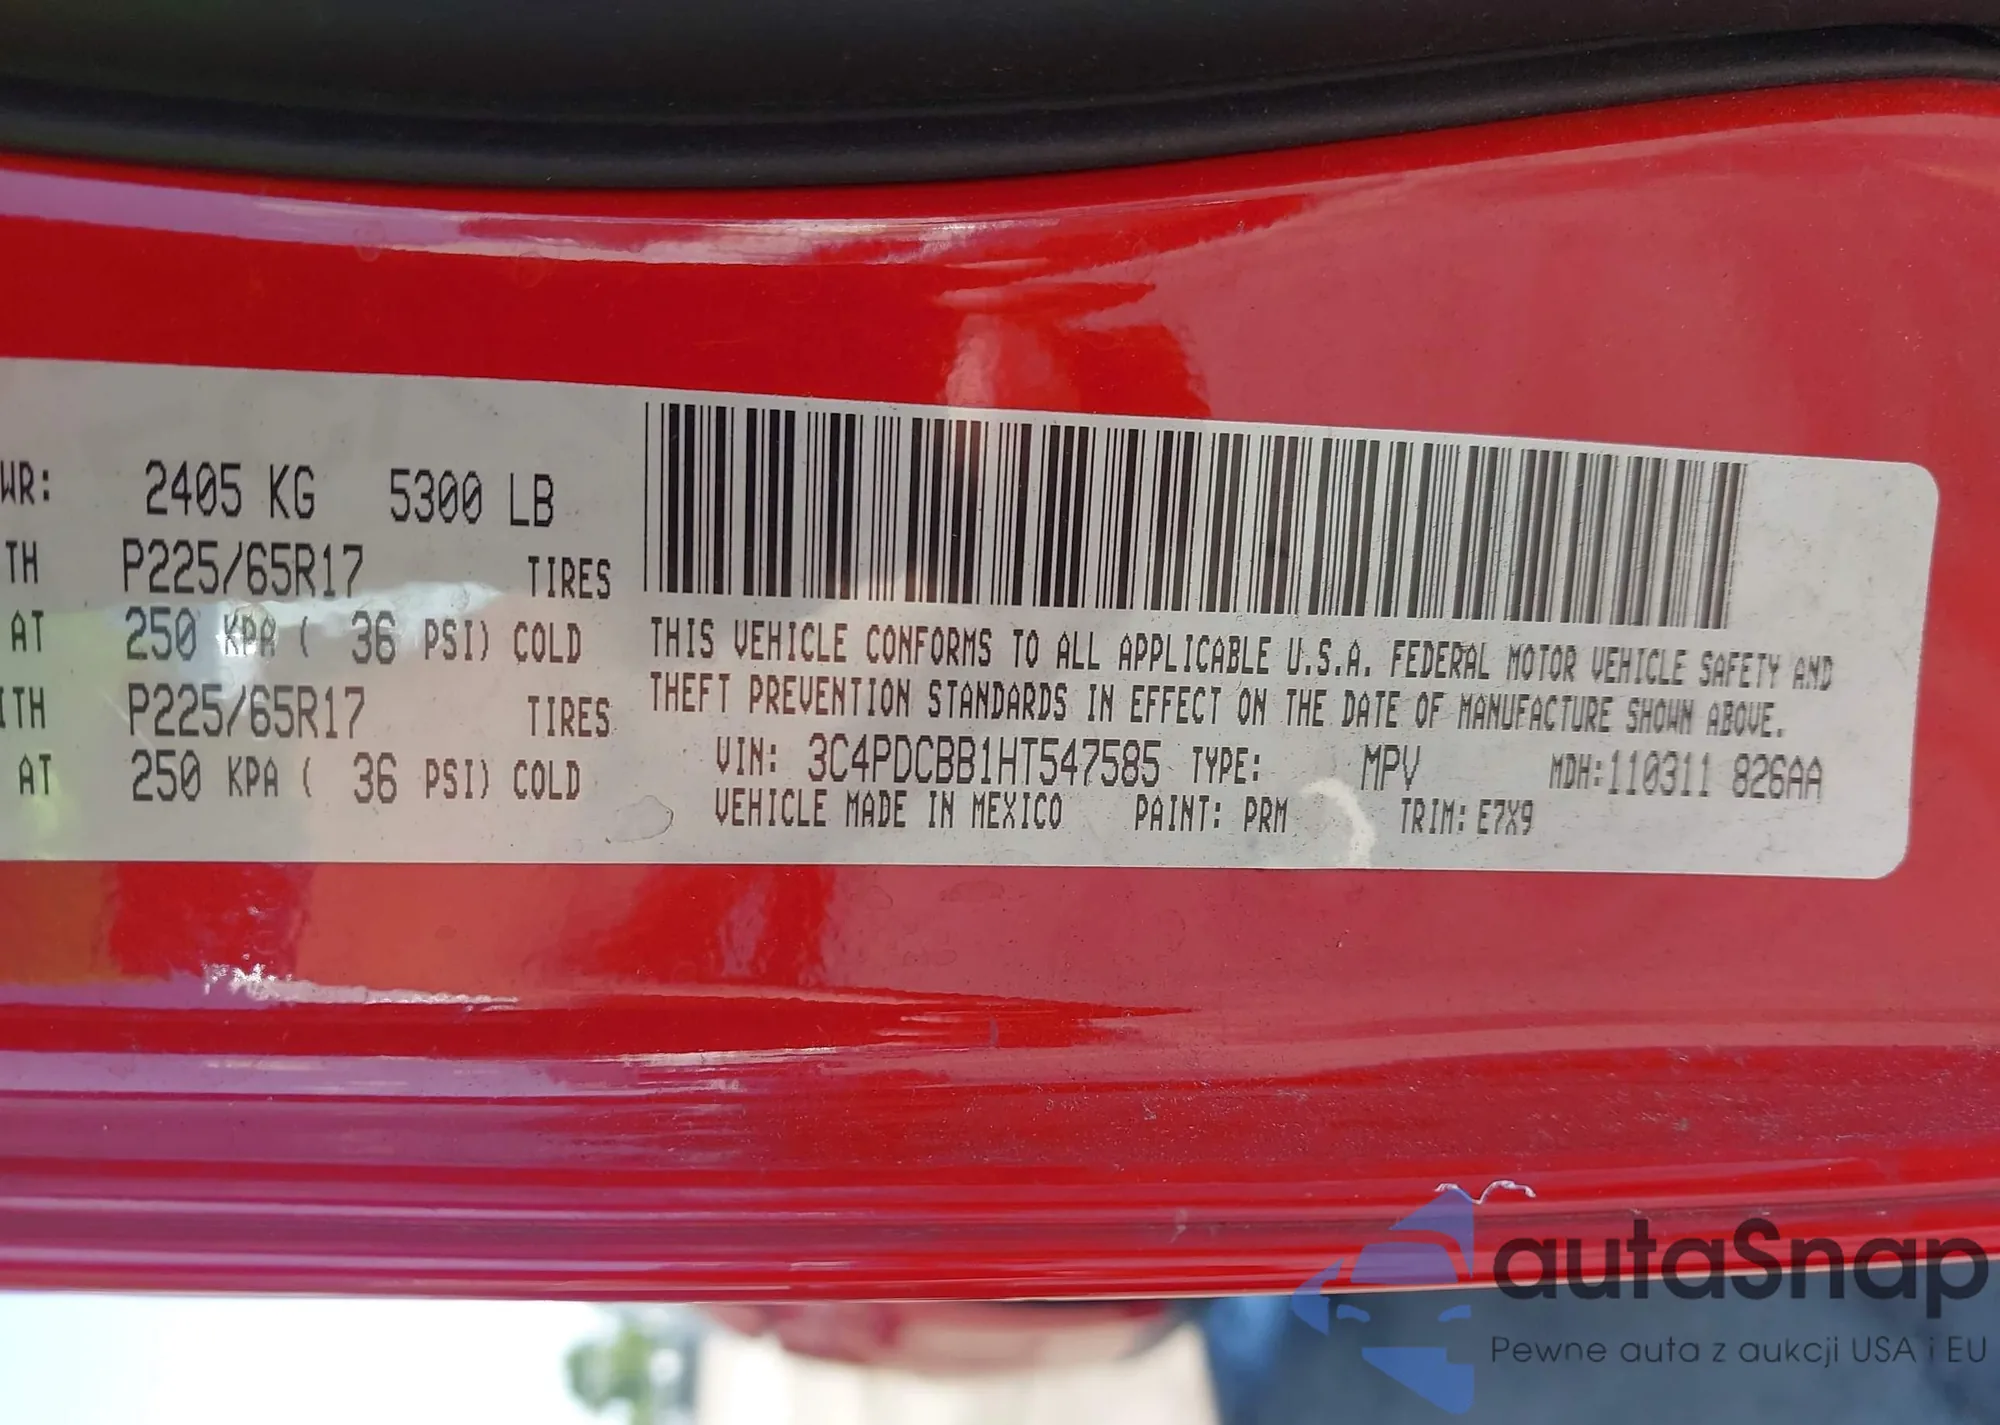 WR: 2405 KG 5300 LB
TH P225/65R17 TIRES
AT 250 KPA ( 36 PSI) COLD
ITH P225/65R17 TIRES
AT 250 KPA ( 36 PSI) COLD
THIS VEHICLE CONFORMS TO ALL APPLICABLE U.S.A. FEDERAL MOTOR VEHICLE SAFETY AND
THEFT PREVENTION STANDARDS IN EFFECT ON THE DATE OF MANUFACTURE SHOWN ABOVE.
VIN: 3C4PDCBB1HT547585 TYPE: MPV MDH:110311 826AA
VEHICLE MADE IN MEXICO PAINT: PRM TRIM: E7X9
autaSnap
Pewne auta z aukcji USA i EU